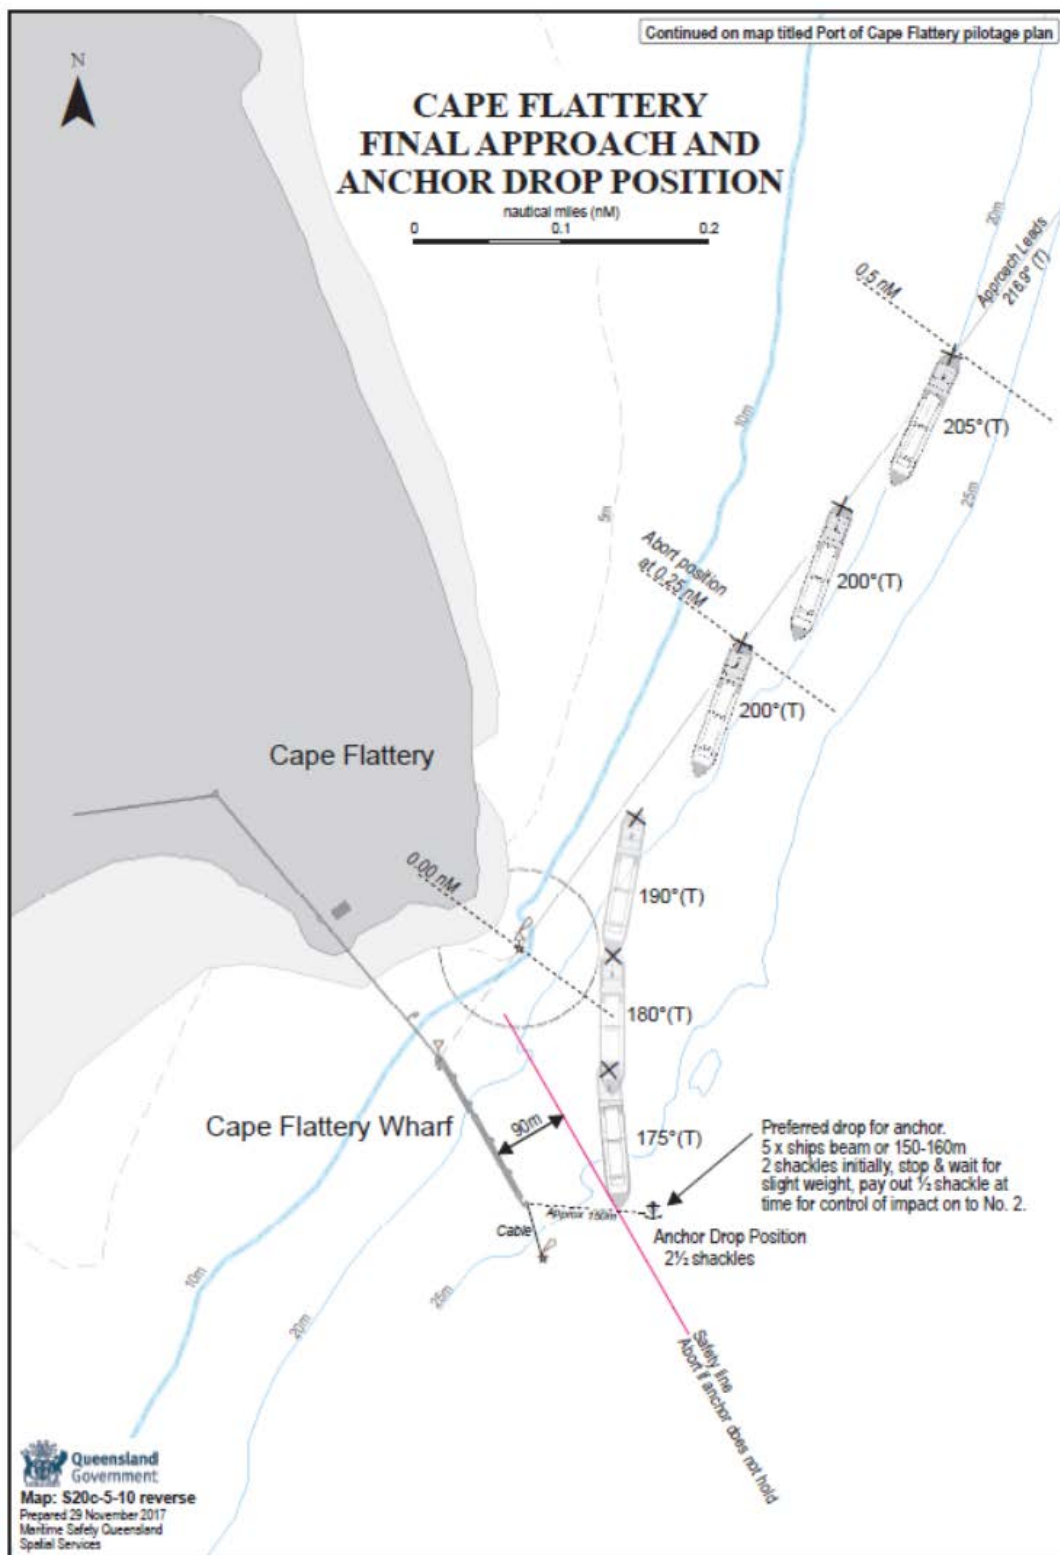 Continued on map titled Port of Cape Flattery pilotage plan
N
CAPE FLATTERY
FINAL APPROACH AND
ANCHOR DROP POSITION
nautical miles (nM)
0 0.1 0.2
20m
Approach Leads
216.9° (T)
0.5 nM
10m
205°(T)
25m
5m
Abort position
at 0.25 nM
200°(T)
200°(T)
Cape Flattery
0.00 nM
190°(T)
180°(T)
Cape Flattery Wharf
90m
175°(T)
Preferred drop for anchor.
5 x ships beam or 150-160m
2 shackles initially, stop & wait for
slight weight, pay out ½ shackle at
time for control of impact on to No. 2.
Approx 150m
Cable
Anchor Drop Position
2½ shackles
10m
20m
25m
Safety line
Abort if anchor does not hold
Queensland
Government
Map: S20c-5-10 reverse
Prepared 29 November 2017
Maritime Safety Queensland
Spatial Services